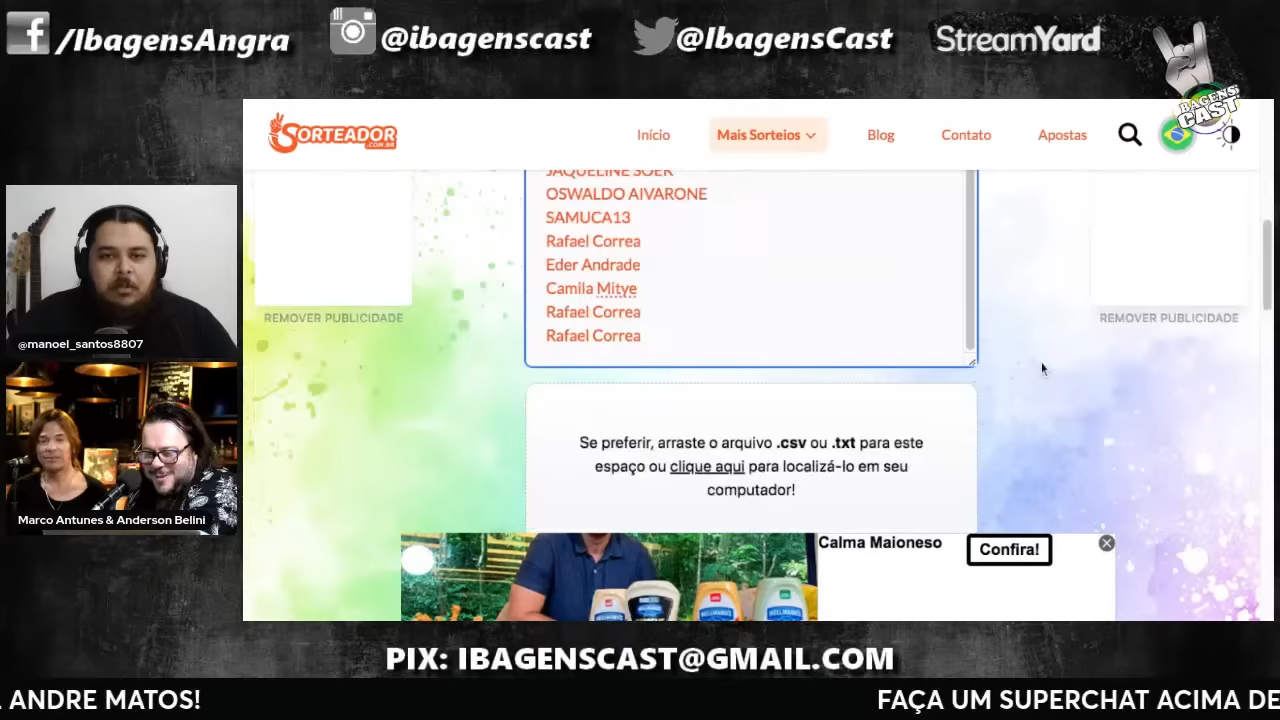 f /IbagensAngra
@ibagenscast
@IbagensCast
StreamYard
IBAGENS CAST
SORTEADOR
.COM.BR
Início
Mais Sorteios
Blog
Contato
Apostas
JAQUELINE SOEK
OSWALDO AIVARONE
SAMUCA13
Rafael Correa
Eder Andrade
Camila Mitye
Rafael Correa
Rafael Correa
REMOVER PUBLICIDADE
REMOVER PUBLICIDADE
@manoel_santos8807
Marco Antunes & Anderson Belini
Se preferir, arraste o arquivo .csv ou .txt para este
espaço ou clique aqui para localizá-lo em seu
computador!
Calma Maioneso
Confira!
HELLMANN'S
PIX: IBAGENSCAST@GMAIL.COM
ANDRE MATOS!
FAÇA UM SUPERCHAT ACIMA DE